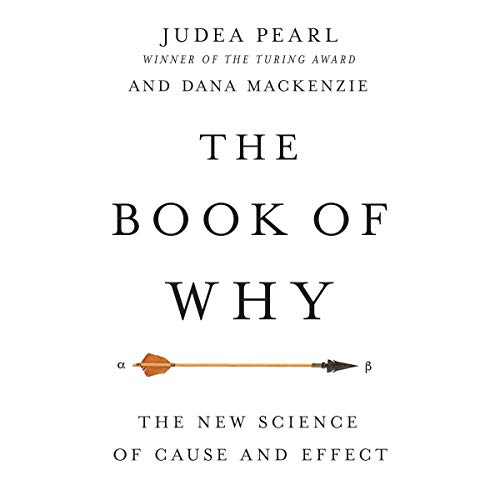 JUDEA PEARL
WINNER OF THE TURING AWARD
AND DANA MACKENZIE
THE
BOOK OF
WHY
α β
THE NEW SCIENCE
OF CAUSE AND EFFECT